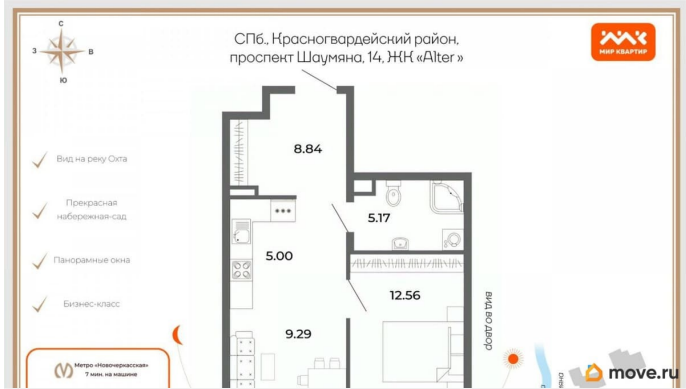 С
З
В
Ю
СПб., Красногвардейский район,
проспект Шаумяна, 14, ЖК «Alter»
МИР КВАРТИР
Вид на реку Охта
Прекрасная
набережная-сад
Панорамные окна
Бизнес-класс
Метро «Новочеркасская»
7 мин. на машине
8.84
5.17
5.00
12.56
9.29
ВИД ВО ДВОР
move.ru